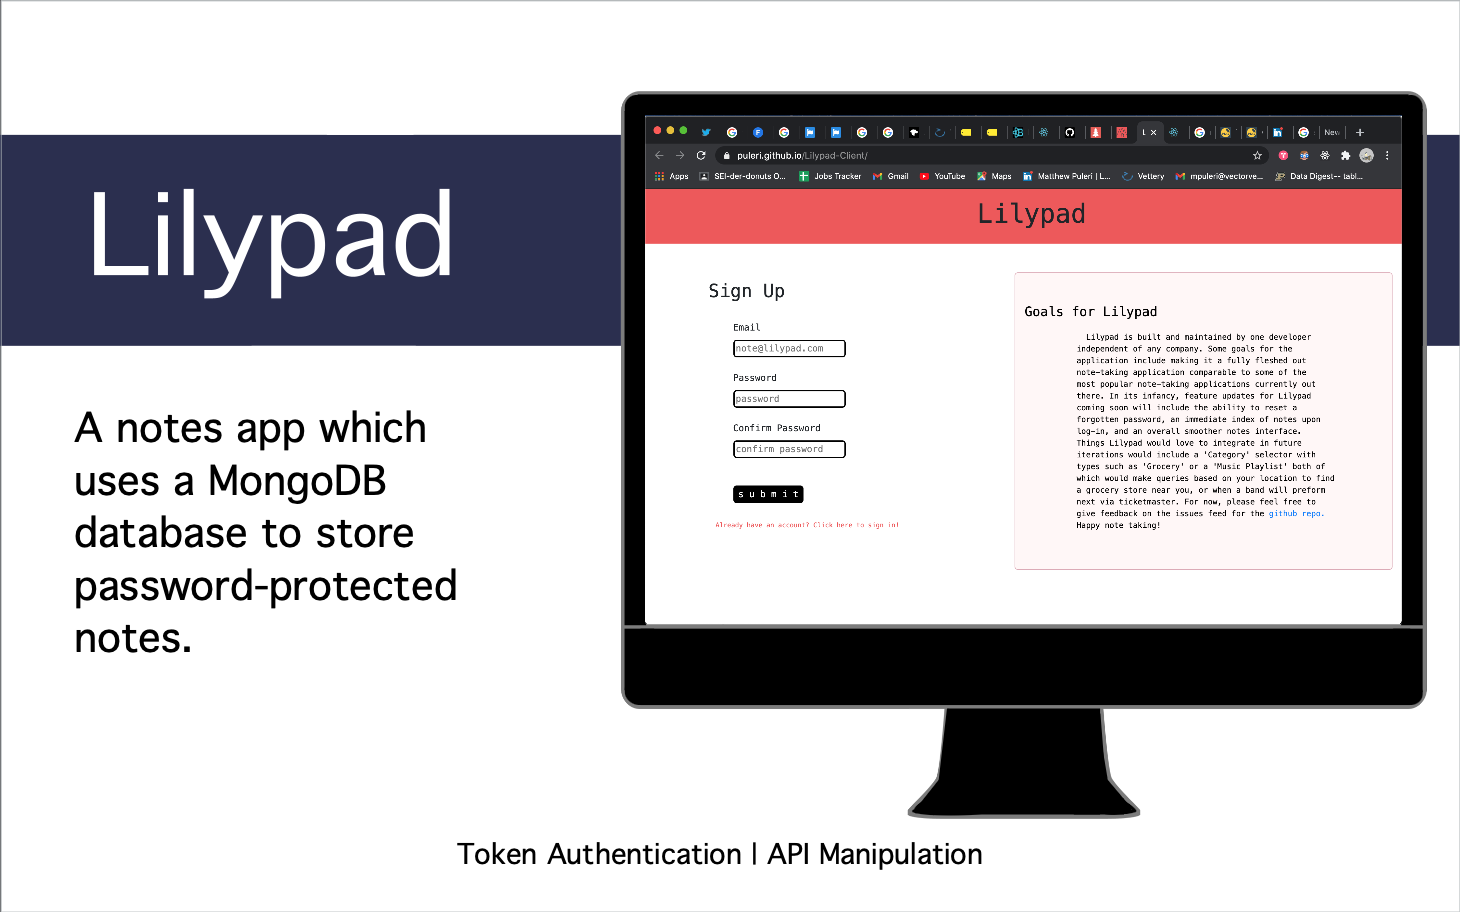 Lilypad
A notes app which
uses a MongoDB
database to store
password-protected
notes.
L
New
puleri.github.io/Lilypad-Client/
Apps SEI-der-donuts O... Jobs Tracker Gmail YouTube Maps Matthew Puleri | L... Vettery mpuleri@vectorve... Data Digest-- tabl...
Lilypad
Sign Up
Email
note@lilypad.com
Password
password
Confirm Password
confirm password
submit
Already have an account? Click here to sign in!
Goals for Lilypad
Lilypad is built and maintained by one developer
independent of any company. Some goals for the
application include making it a fully fleshed out
note-taking application comparable to some of the
most popular note-taking applications currently out
there. In its infancy, feature updates for Lilypad
coming soon will include the ability to reset a
forgotten password, an immediate index of notes upon
log-in, and an overall smoother notes interface.
Things Lilypad would love to integrate in future
iterations would include a 'Category' selector with
types such as 'Grocery' or a 'Music Playlist' both of
which would make queries based on your location to find
a grocery store near you, or when a band will preform
next via ticketmaster. For now, please feel free to
give feedback on the issues feed for the github repo.
Happy note taking!
Token Authentication | API Manipulation